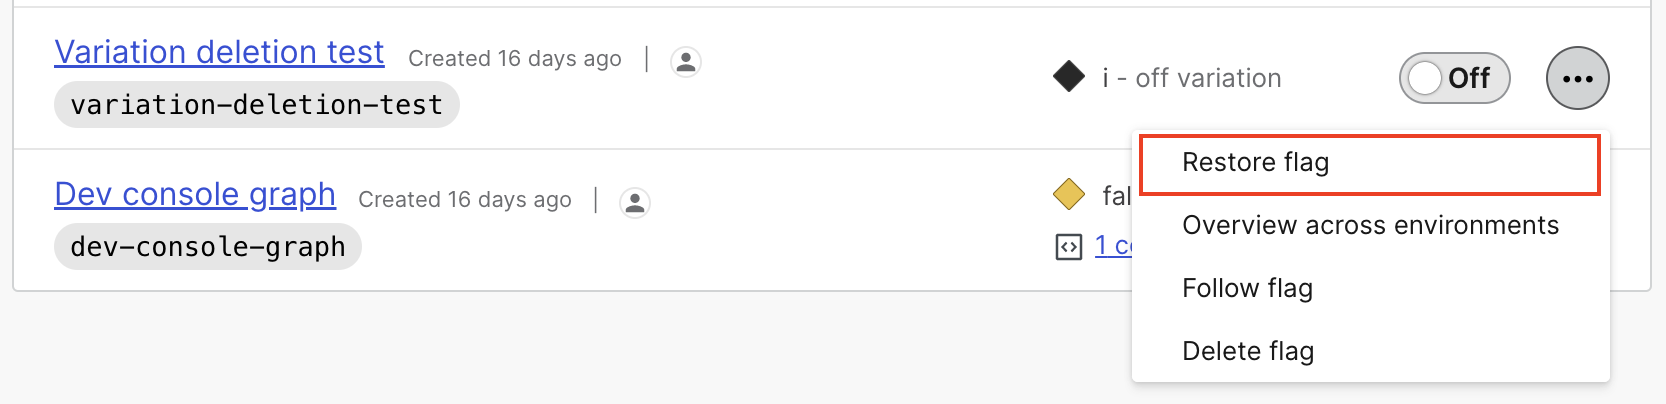 Variation deletion test Created 16 days ago
variation-deletion-test
i - off variation
Off
Restore flag
Overview across environments
Follow flag
Delete flag
Dev console graph Created 16 days ago
dev-console-graph
1